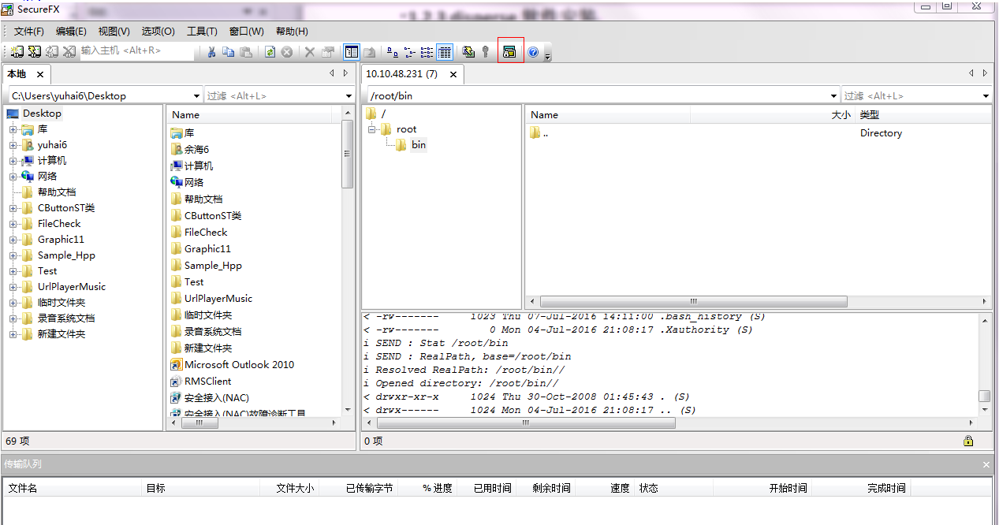 SecureFX
文件(F) 编辑(E) 视图(V) 选项(O) 工具(T) 窗口(W) 帮助(H)
输入主机 <Alt+R>
本地
C:\Users\yuhai6\Desktop 过滤 <Alt+L>
Desktop
库
yuhai6
计算机
网络
帮助文档
CButtonST类
FileCheck
Graphic11
Sample_Hpp
Test
UrlPlayerMusic
临时文件夹
录音系统文档
新建文件夹
Name
库
余海6
计算机
网络
帮助文档
CButtonST类
FileCheck
Graphic11
Sample_Hpp
Test
UrlPlayerMusic
临时文件夹
录音系统文档
新建文件夹
Microsoft Outlook 2010
RMSClient
安全接入(NAC)
安全接入(NAC)故障诊断工具
69 项
10.10.48.231 (7)
/root/bin 过滤 <Alt+L>
/
root
bin
Name 大小 类型
.. Directory
< -rw------- 1023 Thu 07-Jul-2016 14:11:00 .bash_history (S)
< -rw------- 0 Mon 04-Jul-2016 21:08:17 .Xauthority (S)
i SEND : Stat /root/bin
i SEND : RealPath, base=/root/bin
i Resolved RealPath: /root/bin//
i Opened directory: /root/bin//
< drwxr-xr-x 1024 Thu 30-Oct-2008 01:45:43 . (S)
< drwx------ 1024 Mon 04-Jul-2016 21:08:17 .. (S)
0 项
传输队列
文件名 目标 文件大小 已传输字节 % 进度 已用时间 剩余时间 速度 状态 开始时间 完成时间